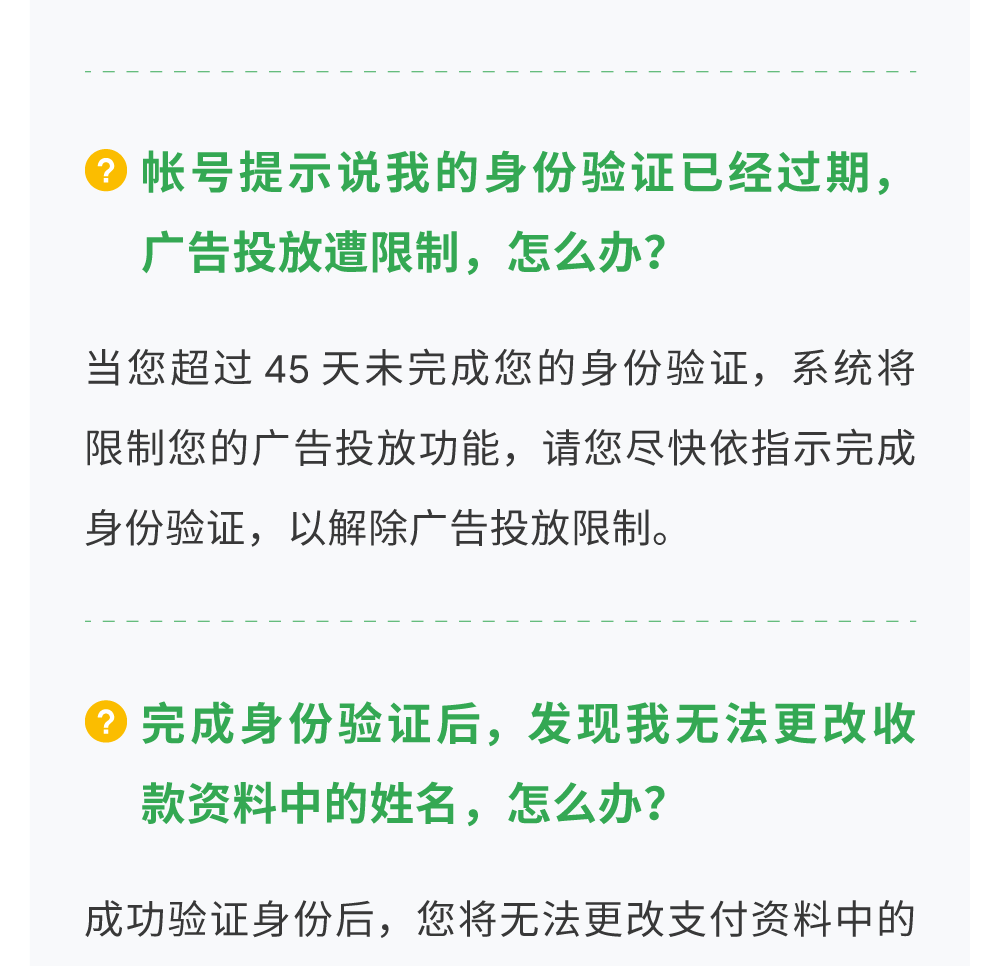 ? 帐号提示说我的身份验证已经过期，
广告投放遭限制，怎么办？
当您超过 45 天未完成您的身份验证，系统将
限制您的广告投放功能，请您尽快依指示完成
身份验证，以解除广告投放限制。
? 完成身份验证后，发现我无法更改收
款资料中的姓名，怎么办？
成功验证身份后，您将无法更改支付资料中的